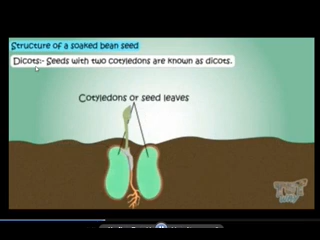 Structure of a soaked bean seed
Dicots:- Seeds with two cotyledons are known as dicots.
Cotyledons or seed leaves